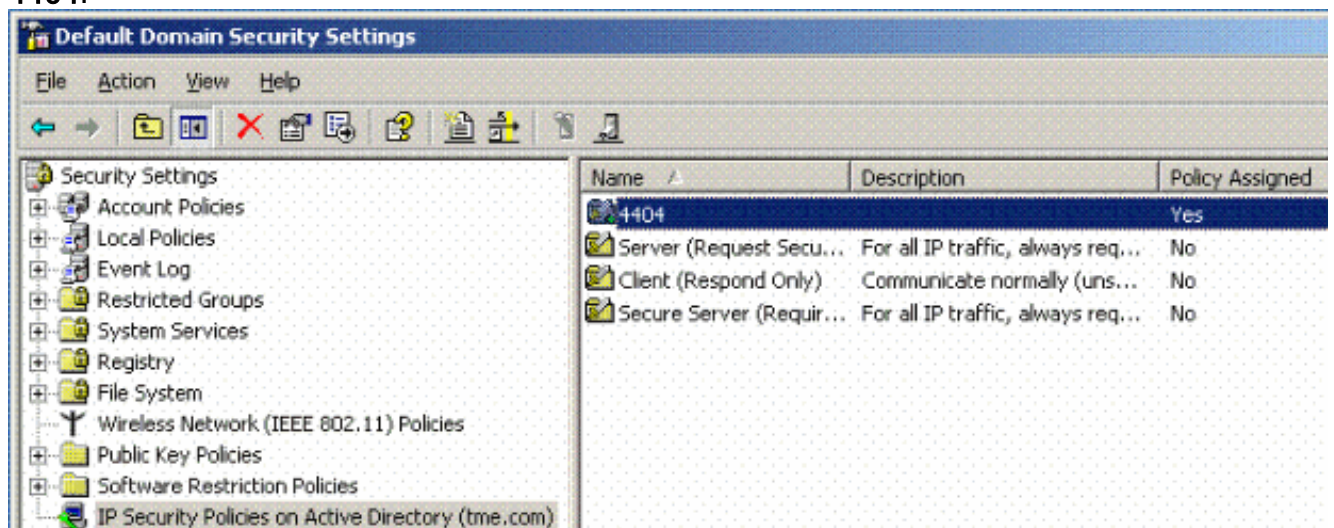 Default Domain Security Settings
File Action View Help
Security Settings
Account Policies
Local Policies
Event Log
Restricted Groups
System Services
Registry
File System
Wireless Network (IEEE 802.11) Policies
Public Key Policies
Software Restriction Policies
IP Security Policies on Active Directory (tme.com)
Name Description Policy Assigned
4404 Yes
Server (Request Secu... For all IP traffic, always req... No
Client (Respond Only) Communicate normally (uns... No
Secure Server (Requir... For all IP traffic, always req... No